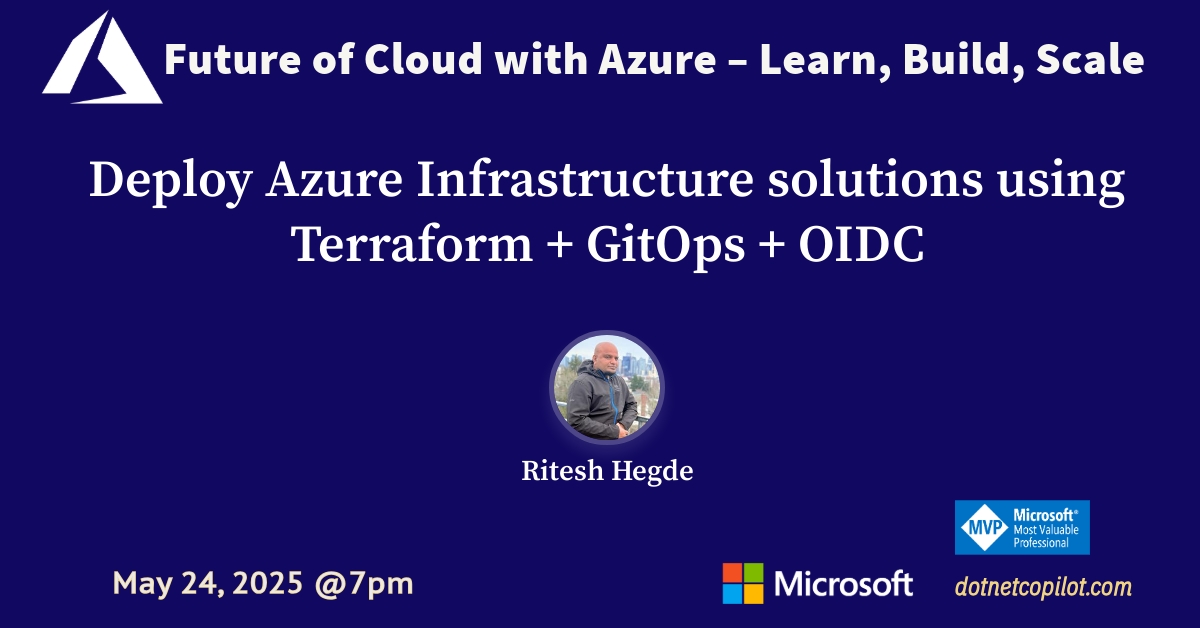 Future of Cloud with Azure – Learn, Build, Scale
Deploy Azure Infrastructure solutions using
Terraform + GitOps + OIDC
Ritesh Hegde
MVP
Microsoft®
Most Valuable
Professional
May 24, 2025 @7pm
Microsoft
dotnetcopilot.com